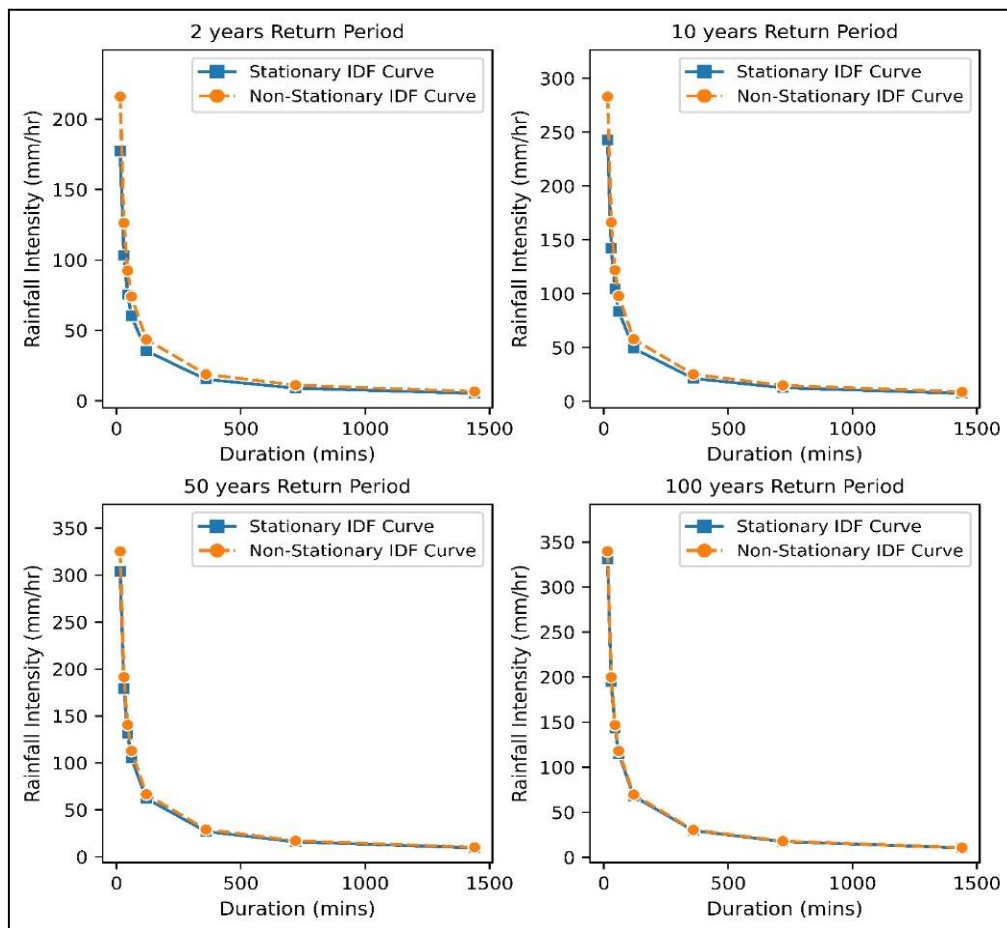 2 years Return Period
Stationary IDF Curve
Non-Stationary IDF Curve
Rainfall Intensity (mm/hr)
200
150
100
50
0
0 500 1000 1500
Duration (mins)
10 years Return Period
Stationary IDF Curve
Non-Stationary IDF Curve
Rainfall Intensity (mm/hr)
300
250
200
150
100
50
0
0 500 1000 1500
Duration (mins)
50 years Return Period
Stationary IDF Curve
Non-Stationary IDF Curve
Rainfall Intensity (mm/hr)
350
300
250
200
150
100
50
0
0 500 1000 1500
Duration (mins)
100 years Return Period
Stationary IDF Curve
Non-Stationary IDF Curve
Rainfall Intensity (mm/hr)
350
300
250
200
150
100
50
0
0 500 1000 1500
Duration (mins)